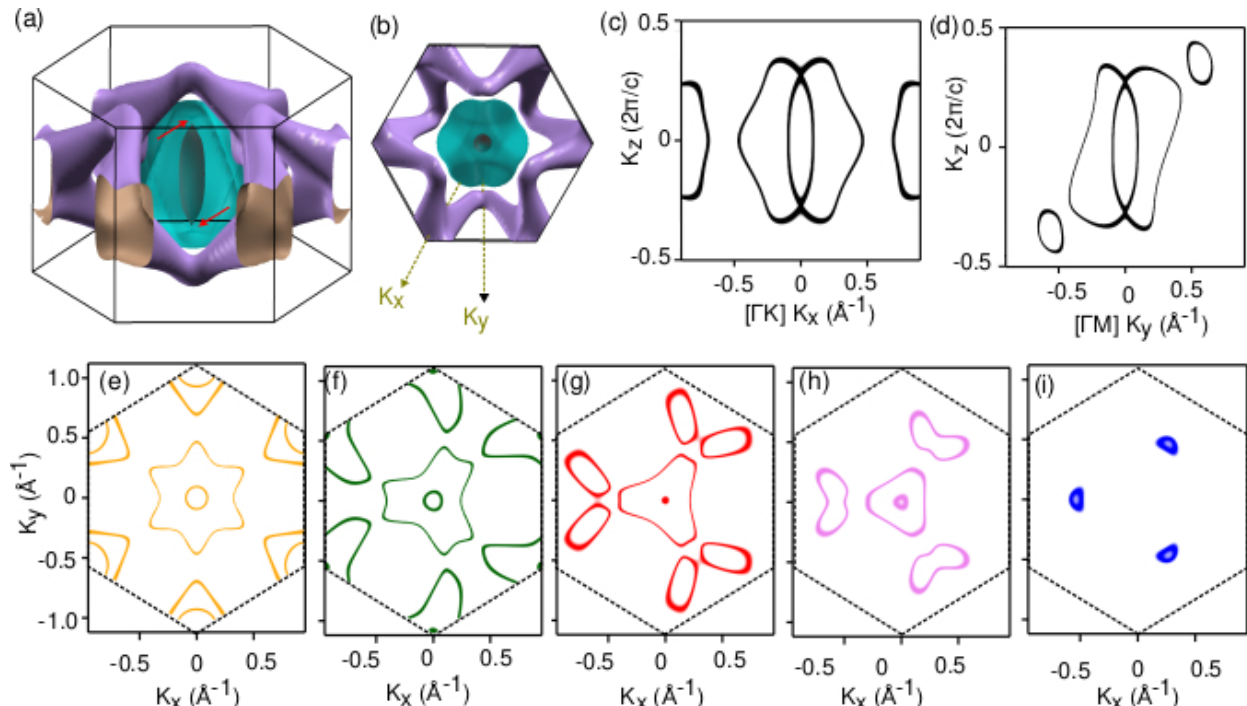 (a)
(b)
Kx
Ky
(c)
0.5
0
-0.5
Kz (2π/c)
-0.5 0 0.5
[ΓK] Kx (Å-1)
(d)
0.5
0
-0.5
Kz (2π/c)
-0.5 0 0.5
[ΓM] Ky (Å-1)
(e)
1.0
0.5
0
-0.5
-1.0
Ky (Å-1)
-0.5 0 0.5
Kx (Å-1)
(f)
-0.5 0 0.5
Kx (Å-1)
(g)
-0.5 0 0.5
Kx (Å-1)
(h)
-0.5 0 0.5
Kx (Å-1)
(i)
-0.5 0 0.5
Kx (Å-1)